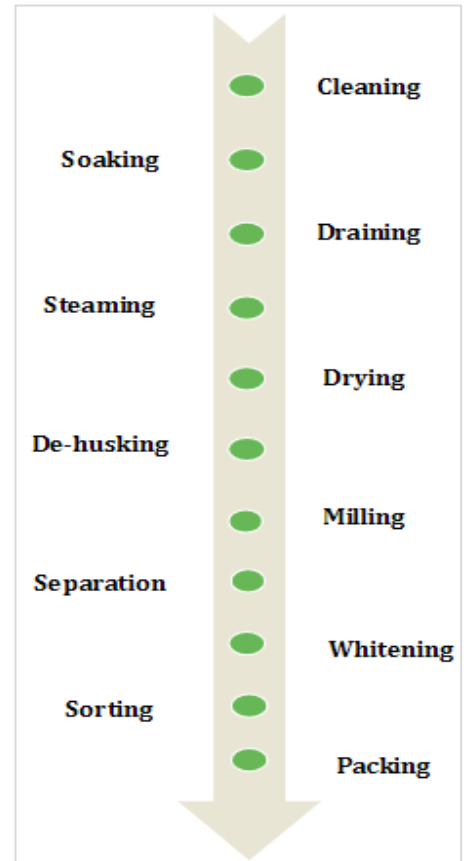 Cleaning
Soaking
Draining
Steaming
Drying
De-husking
Milling
Separation
Whitening
Sorting
Packing